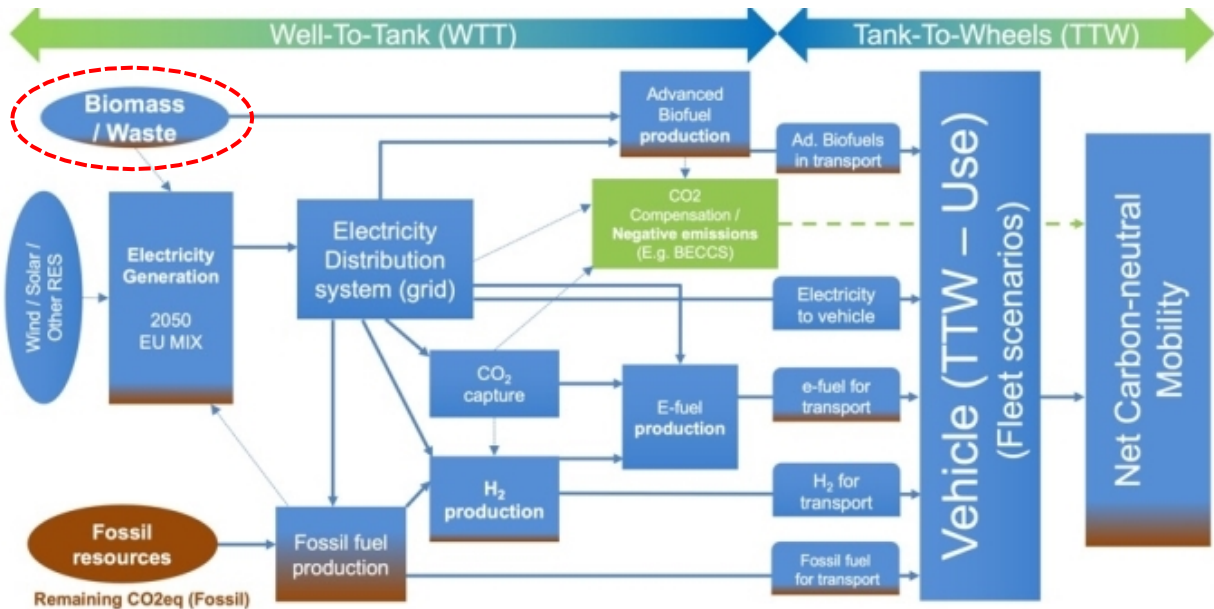 Well-To-Tank (WTT)
Tank-To-Wheels (TTW)
Biomass
/ Waste
Advanced
Biofuel
production
Ad. Biofuels
in transport
CO2
Compensation /
Negative emissions
(E.g. BECCS)
Wind / Solar /
Other RES
Electricity
Generation
2050
EU MIX
Electricity
Distribution
system (grid)
Electricity
to vehicle
CO2
capture
E-fuel
production
e-fuel for
transport
H2
production
H2 for
transport
Fossil
resources
Fossil fuel
production
Fossil fuel
for transport
Remaining CO2eq (Fossil)
Vehicle (TTW – Use)
(Fleet scenarios)
Net Carbon-neutral
Mobility